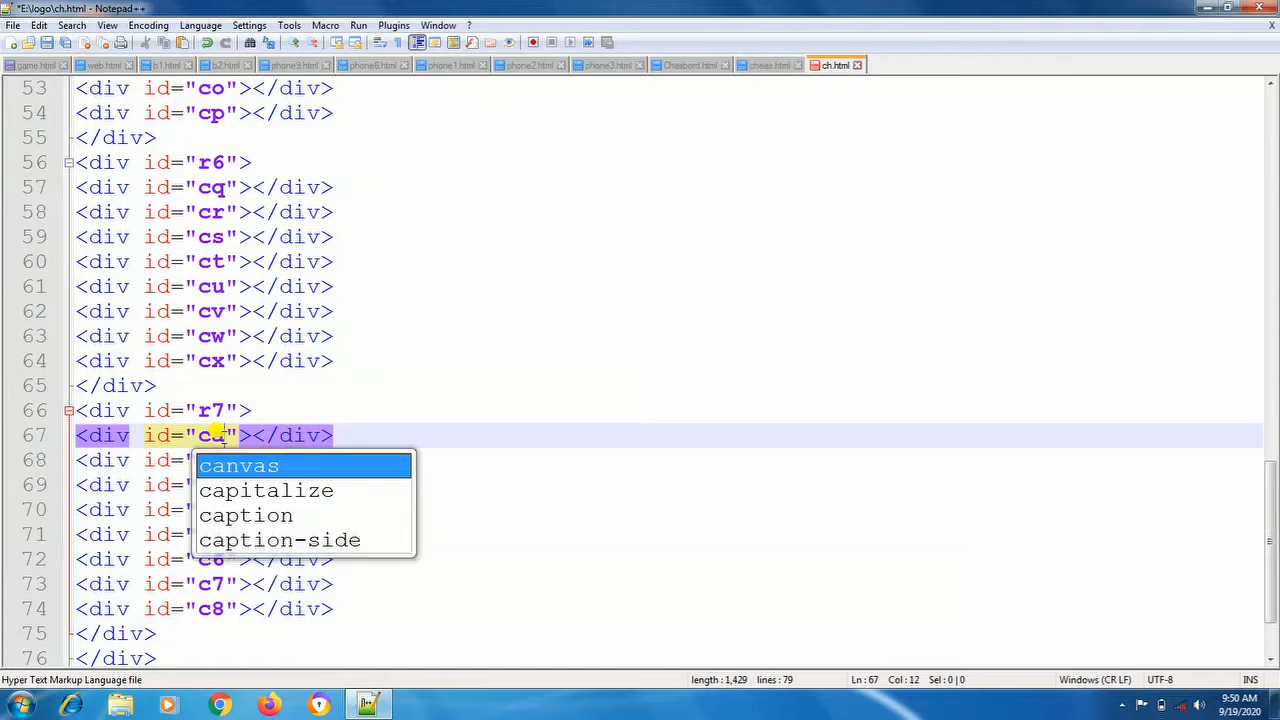 *E:\logo\ch.html - Notepad++
File Edit Search View Encoding Language Settings Tools Macro Run Plugins Window ?
X
game.html web.html b1.html b2.html phone9.html phone6.html phone1.html phone2.html phone3.html Chaabord.html cheas.html ch.html
53 <div id="co"></div>
54 <div id="cp"></div>
55 </div>
56 <div id="r6">
57 <div id="cq"></div>
58 <div id="cr"></div>
59 <div id="cs"></div>
60 <div id="ct"></div>
61 <div id="cu"></div>
62 <div id="cv"></div>
63 <div id="cw"></div>
64 <div id="cx"></div>
65 </div>
66 <div id="r7">
67 <div id="ca"></div>
canvas
68 <div id="
69 <div id="
capitalize
70 <div id="
caption
71 <div id="
caption-side
72 <div id="c6"></div>
73 <div id="c7"></div>
74 <div id="c8"></div>
75 </div>
76 </div>
Hyper Text Markup Language file length : 1,429 lines : 79 Ln : 67 Col : 12 Sel : 0 | 0 Windows (CR LF) UTF-8 INS
9:50 AM
9/19/2020